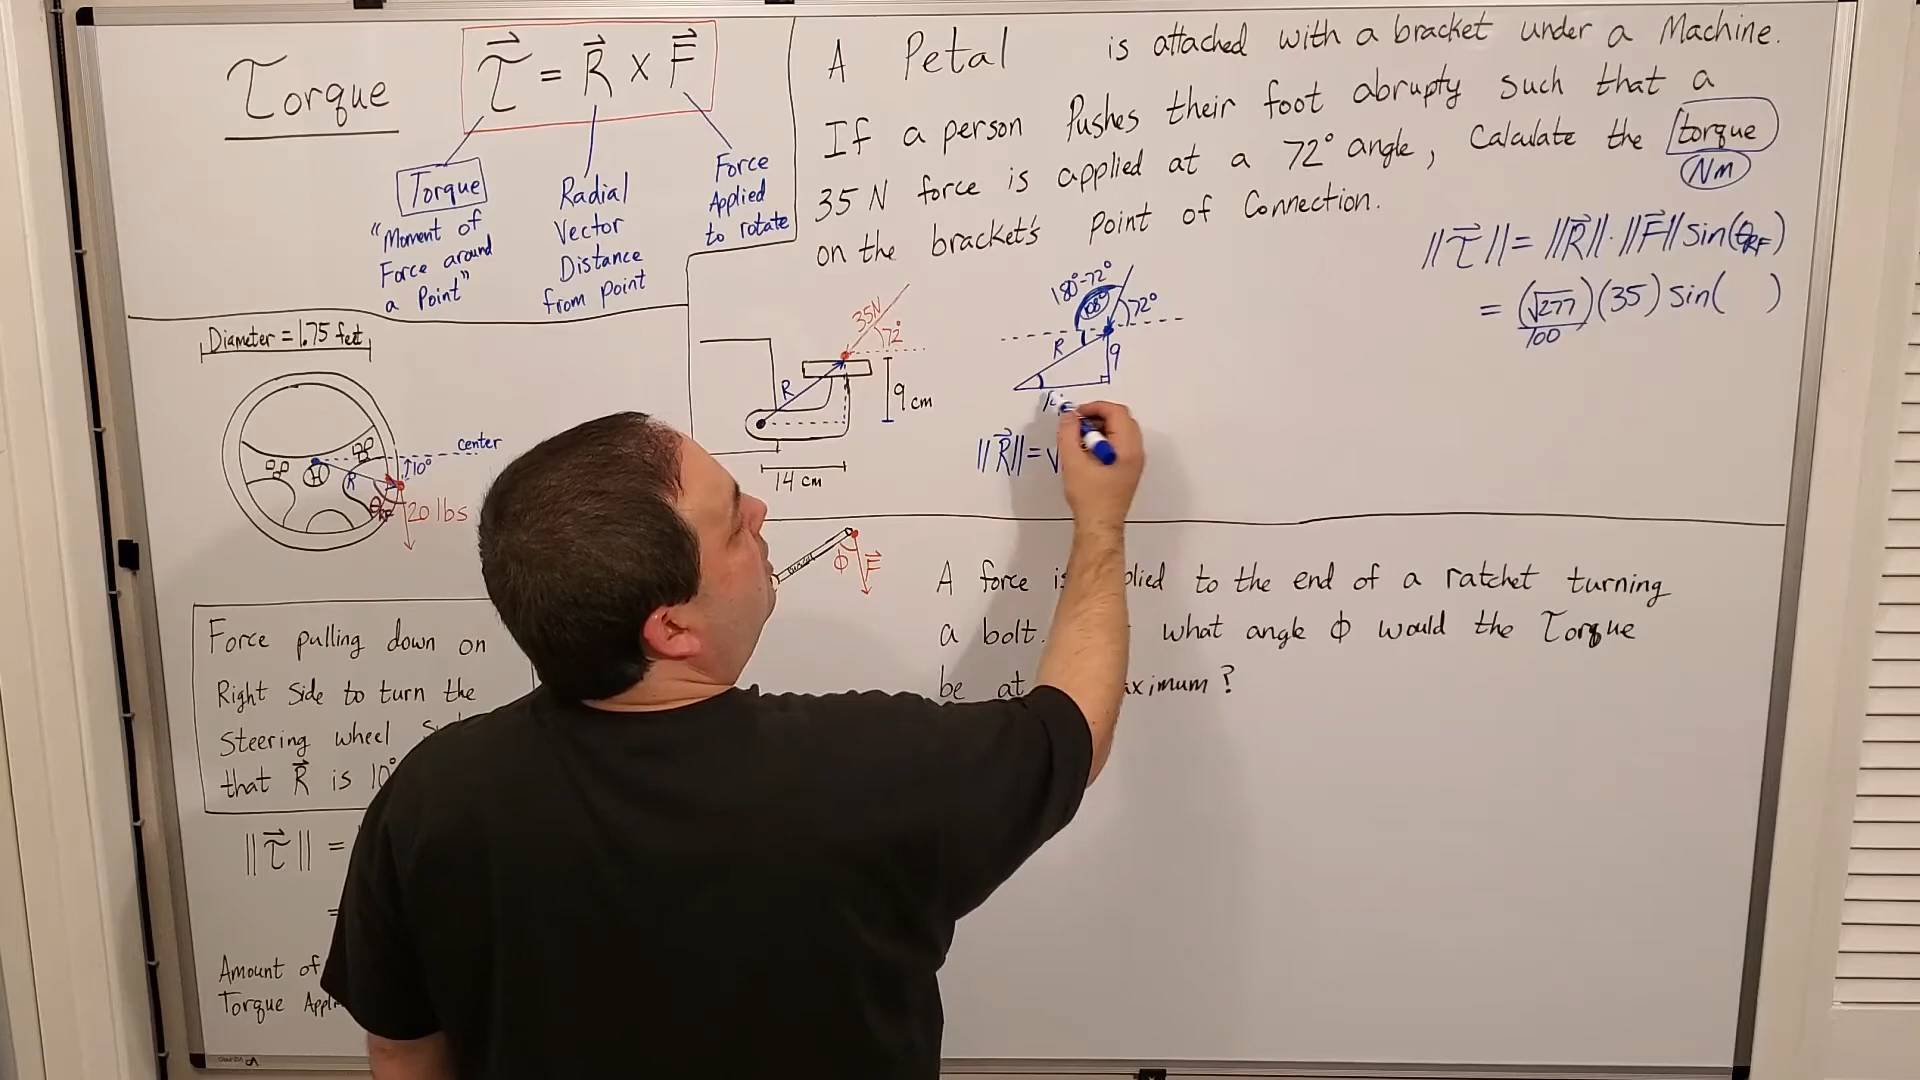 Torque
τ = R x F
Torque
"Moment of
Force around
a Point"
Radial
Vector
Distance
from point
Force
Applied
to rotate
A Petal is attached with a bracket under a Machine.
If a person Pushes their foot abrupty such that a
35 N force is applied at a 72° angle, Calculate the torque
Nm
on the bracket's Point of Connection.
||τ|| = ||R||·||F|| sin(θRF)
= (√277/100)(35) sin( )
Diameter = 1.75 feet
center
10°
R
H
θRF
20 lbs
35N
72°
R
9 cm
14 cm
180°-72°
108°
72°
R
9
||R|| = √
Force pulling down on
Right Side to turn the
Steering wheel
that R is 10°
||τ|| =
=
Amount of
Torque
φ
F
A force is to the end of a ratchet turning
a bolt. what angle φ would the Torque
be at ?